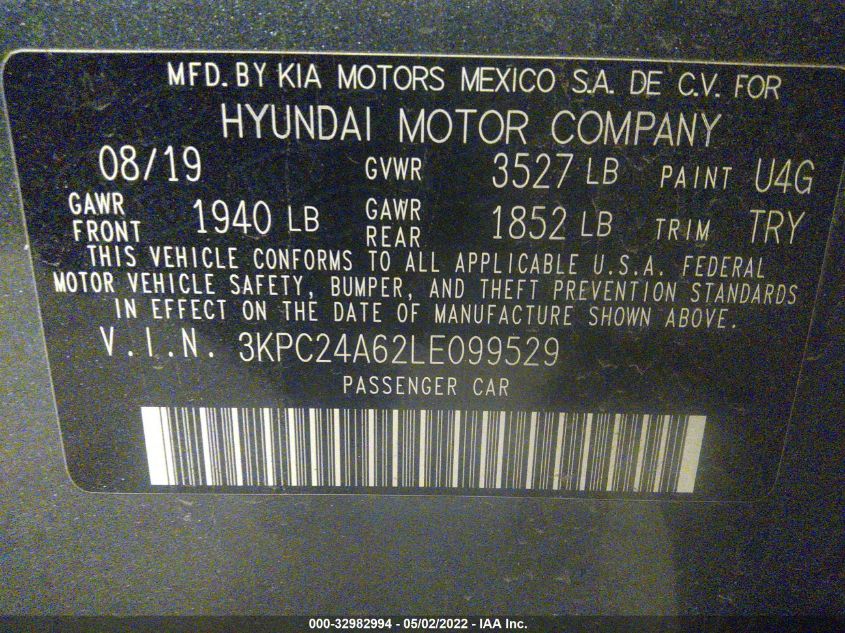 MFD. BY KIA MOTORS MEXICO S.A. DE C.V. FOR
HYUNDAI MOTOR COMPANY
08/19 GVWR 3527 LB PAINT U4G
GAWR FRONT 1940 LB GAWR REAR 1852 LB TRIM TRY
THIS VEHICLE CONFORMS TO ALL APPLICABLE U.S.A. FEDERAL
MOTOR VEHICLE SAFETY, BUMPER, AND THEFT PREVENTION STANDARDS
IN EFFECT ON THE DATE OF MANUFACTURE SHOWN ABOVE.
V.I.N. 3KPC24A62LE099529
PASSENGER CAR
000-32982994 - 05/02/2022 - IAA Inc.